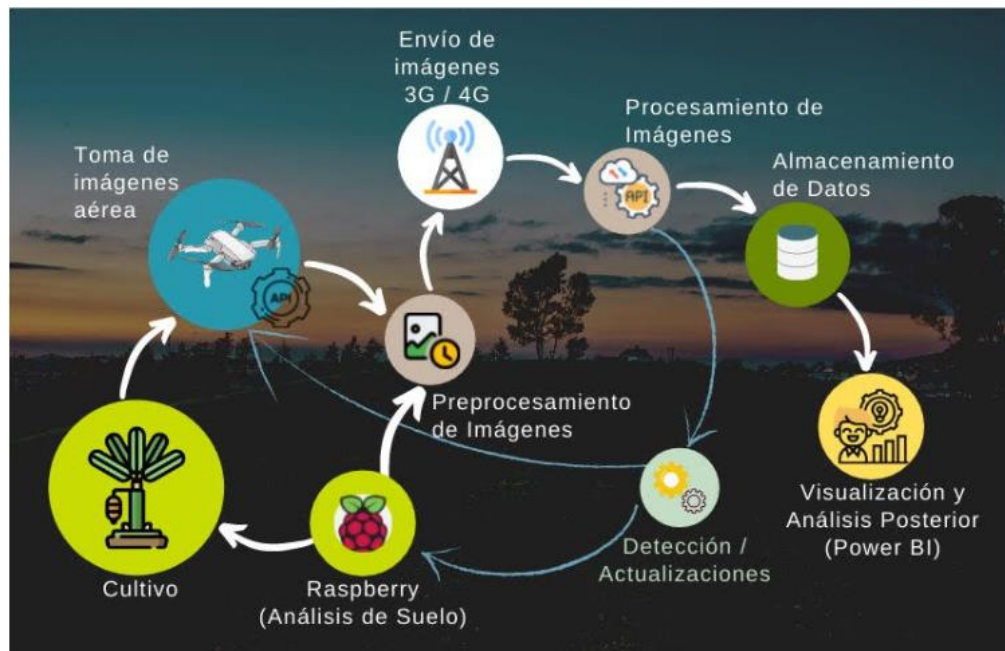 Envío de
imágenes
3G / 4G
Procesamiento de
Imágenes
Toma de
imágenes
aérea
Almacenamiento
de Datos
API
API
Preprocesamiento
de Imágenes
Cultivo
Raspberry
(Análisis de Suelo)
Detección /
Actualizaciones
Visualización y
Análisis Posterior
(Power BI)